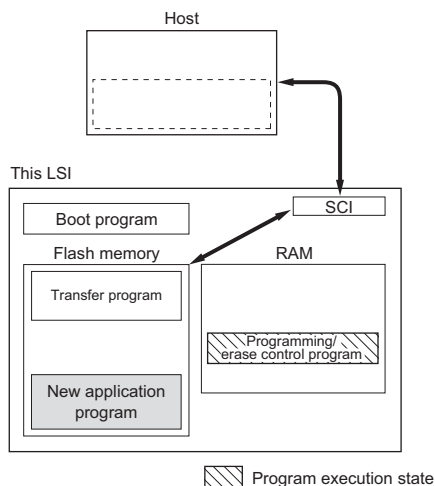 Host
This LSI
SCI
Boot program
Flash memory
RAM
Transfer program
Programming/
erase control program
New application
program
Program execution state